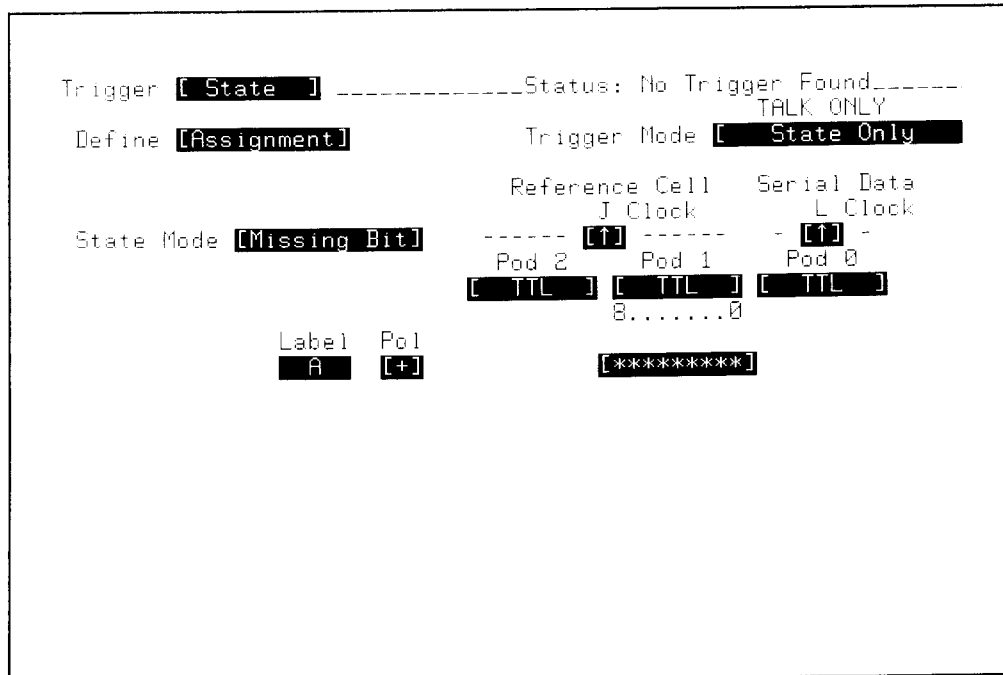 Trigger [ State ] _____________Status: No Trigger Found______
TALK ONLY
Define [Assignment] Trigger Mode [ State Only
Reference Cell Serial Data
J Clock L Clock
State Mode [Missing Bit] ------ [↑] ------ - [↑] -
Pod 2 Pod 1 Pod 0
[ TTL ] [ TTL ] [ TTL ]
8.......0
Label Pol
A [+] [*********]